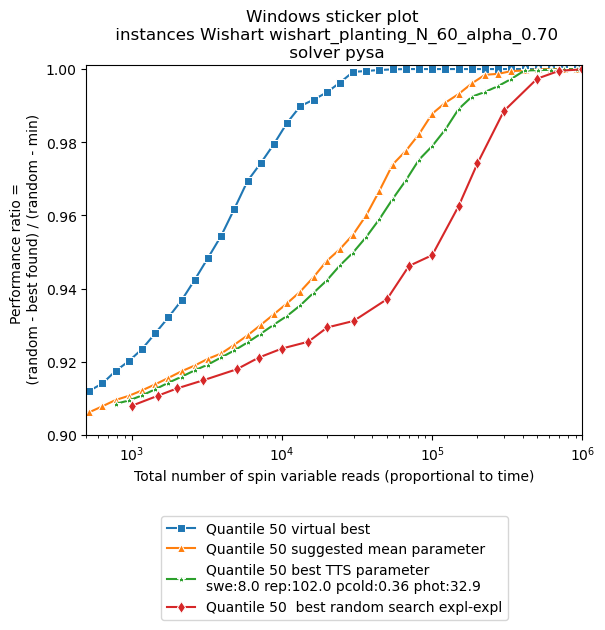 Windows sticker plot
instances Wishart wishart_planting_N_60_alpha_0.70
solver pysa
Performance ratio =
(random - best found) / (random - min)
1.00
0.98
0.96
0.94
0.92
0.90
10³
10⁴
10⁵
10⁶
Total number of spin variable reads (proportional to time)
Quantile 50 virtual best
Quantile 50 suggested mean parameter
Quantile 50 best TTS parameter
swe:8.0 rep:102.0 pcold:0.36 phot:32.9
Quantile 50  best random search expl-expl